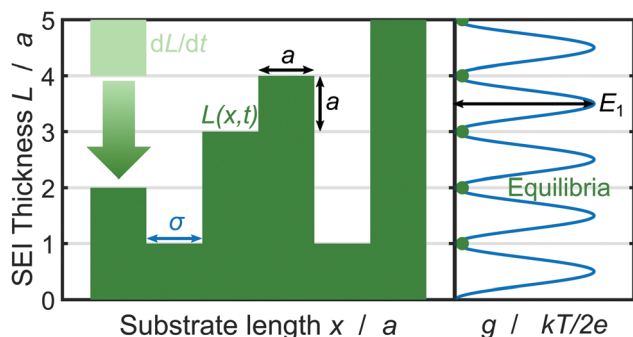 SEI Thickness L / a
5
4
3
2
1
0
dL/dt
a
a
L(x,t)
σ
E₁
Equilibria
Substrate length x / a
g / kT/2e